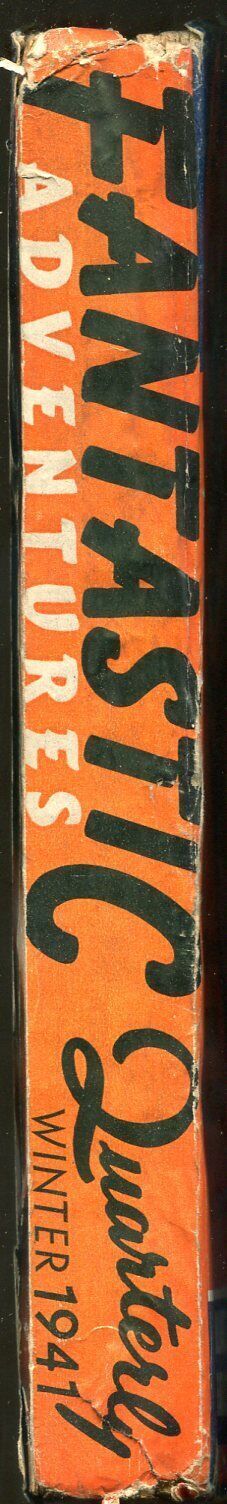 FANTASTIC
ADVENTURES
Quarterly
WINTER 1941